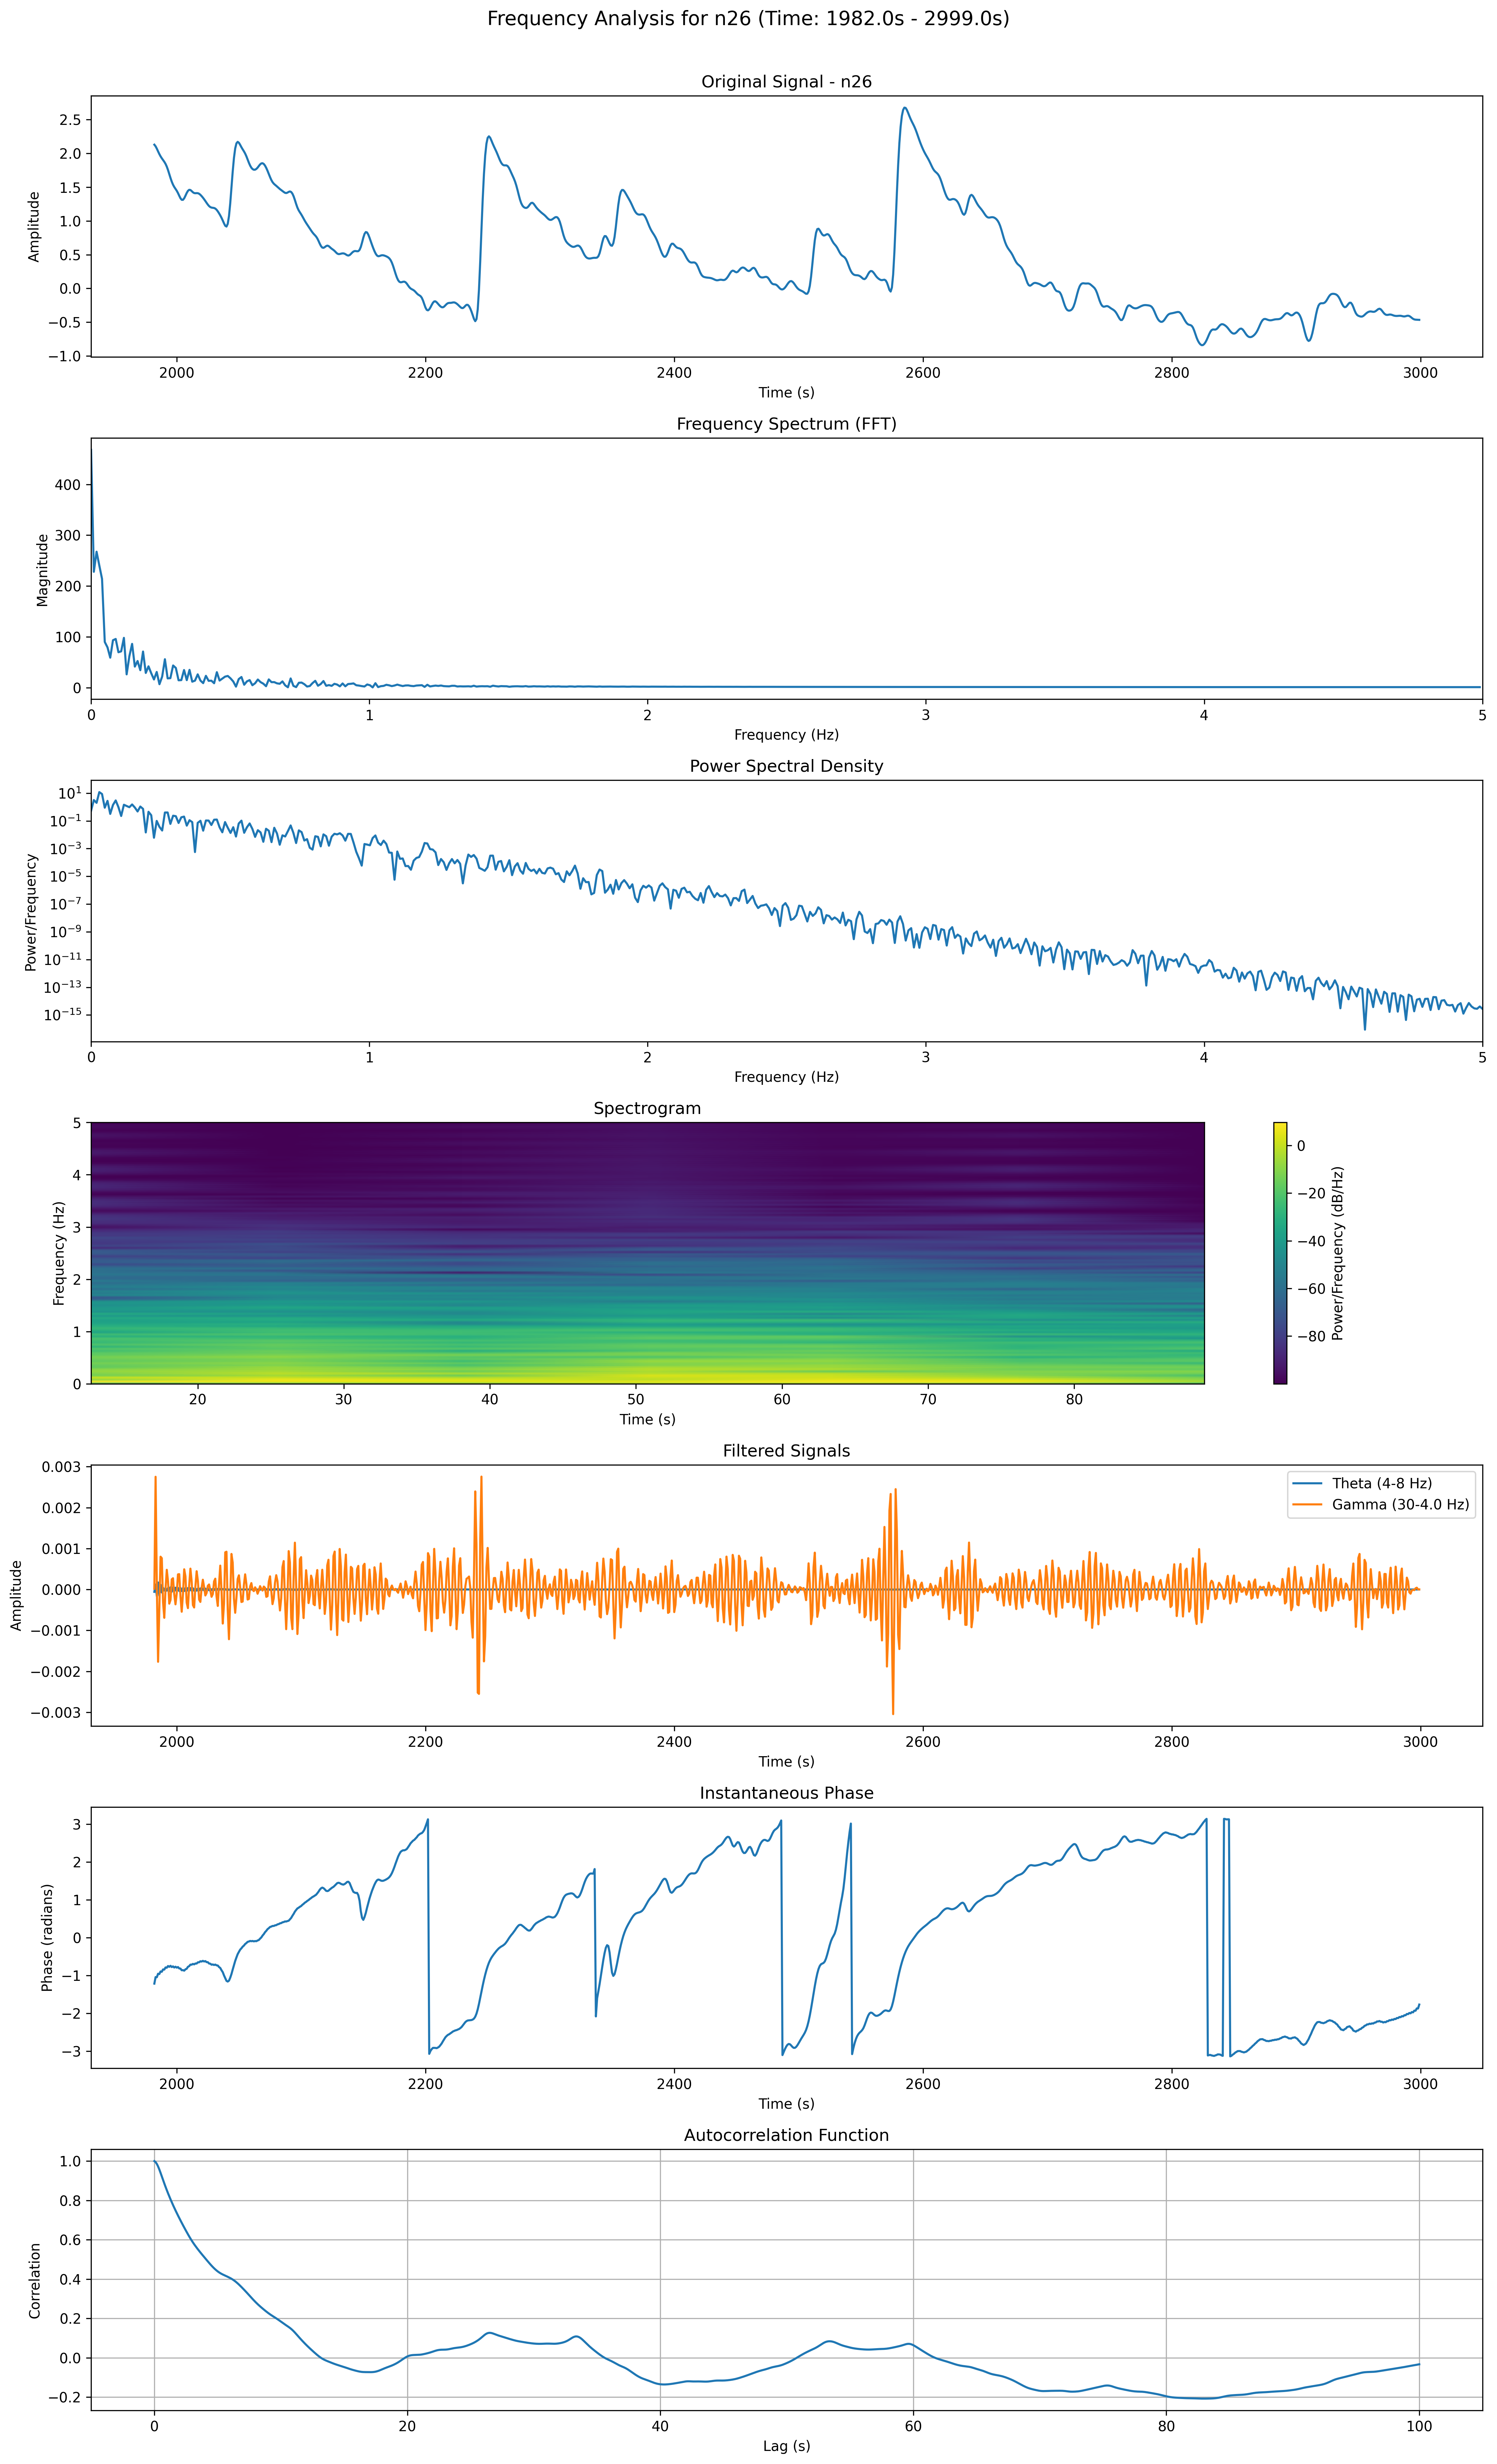 Frequency Analysis for n26 (Time: 1982.0s - 2999.0s)
Original Signal - n26
Amplitude
2.5
2.0
1.5
1.0
0.5
0.0
−0.5
−1.0
2000 2200 2400 2600 2800 3000
Time (s)
Frequency Spectrum (FFT)
Magnitude
400
300
200
100
0
0 1 2 3 4 5
Frequency (Hz)
Power Spectral Density
Power/Frequency
10¹
10⁻¹
10⁻³
10⁻⁵
10⁻⁷
10⁻⁹
10⁻¹¹
10⁻¹³
10⁻¹⁵
0 1 2 3 4 5
Frequency (Hz)
Spectrogram
Frequency (Hz)
5
4
3
2
1
0
20 30 40 50 60 70 80
Time (s)
0
−20
−40
−60
−80
Power/Frequency (dB/Hz)
Filtered Signals
Amplitude
0.003
0.002
0.001
0.000
−0.001
−0.002
−0.003
Theta (4-8 Hz)
Gamma (30-4.0 Hz)
2000 2200 2400 2600 2800 3000
Time (s)
Instantaneous Phase
Phase (radians)
3
2
1
0
−1
−2
−3
2000 2200 2400 2600 2800 3000
Time (s)
Autocorrelation Function
Correlation
1.0
0.8
0.6
0.4
0.2
0.0
−0.2
0 20 40 60 80 100
Lag (s)